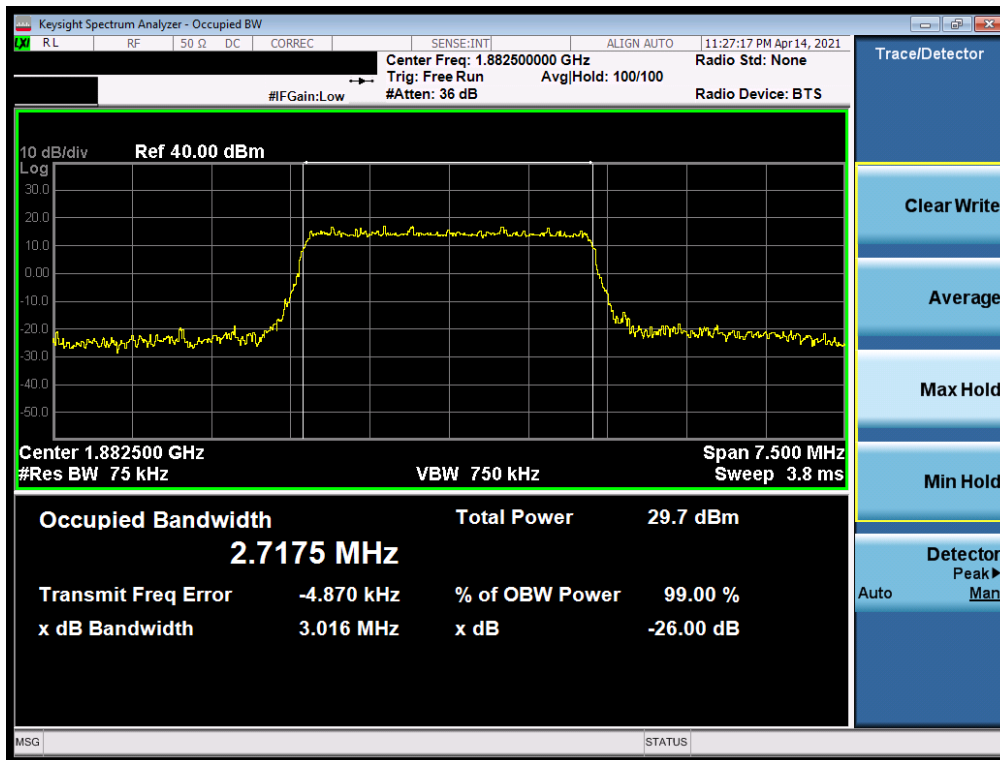 Keysight Spectrum Analyzer - Occupied BW
LXI RL RF 50 Ω DC CORREC SENSE:INT ALIGN AUTO 11:27:17 PM Apr 14, 2021
Center Freq: 1.882500000 GHz Radio Std: None
Trig: Free Run Avg|Hold: 100/100
#IFGain:Low #Atten: 36 dB Radio Device: BTS
10 dB/div Ref 40.00 dBm
Log
30.0
20.0
10.0
0.00
-10.0
-20.0
-30.0
-40.0
-50.0
Center 1.882500 GHz Span 7.500 MHz
#Res BW 75 kHz VBW 750 kHz Sweep 3.8 ms
Occupied Bandwidth Total Power 29.7 dBm
2.7175 MHz
Transmit Freq Error -4.870 kHz % of OBW Power 99.00 %
x dB Bandwidth 3.016 MHz x dB -26.00 dB
MSG STATUS
Trace/Detector
Clear Write
Average
Max Hold
Min Hold
Detector
Peak▶
Auto Man